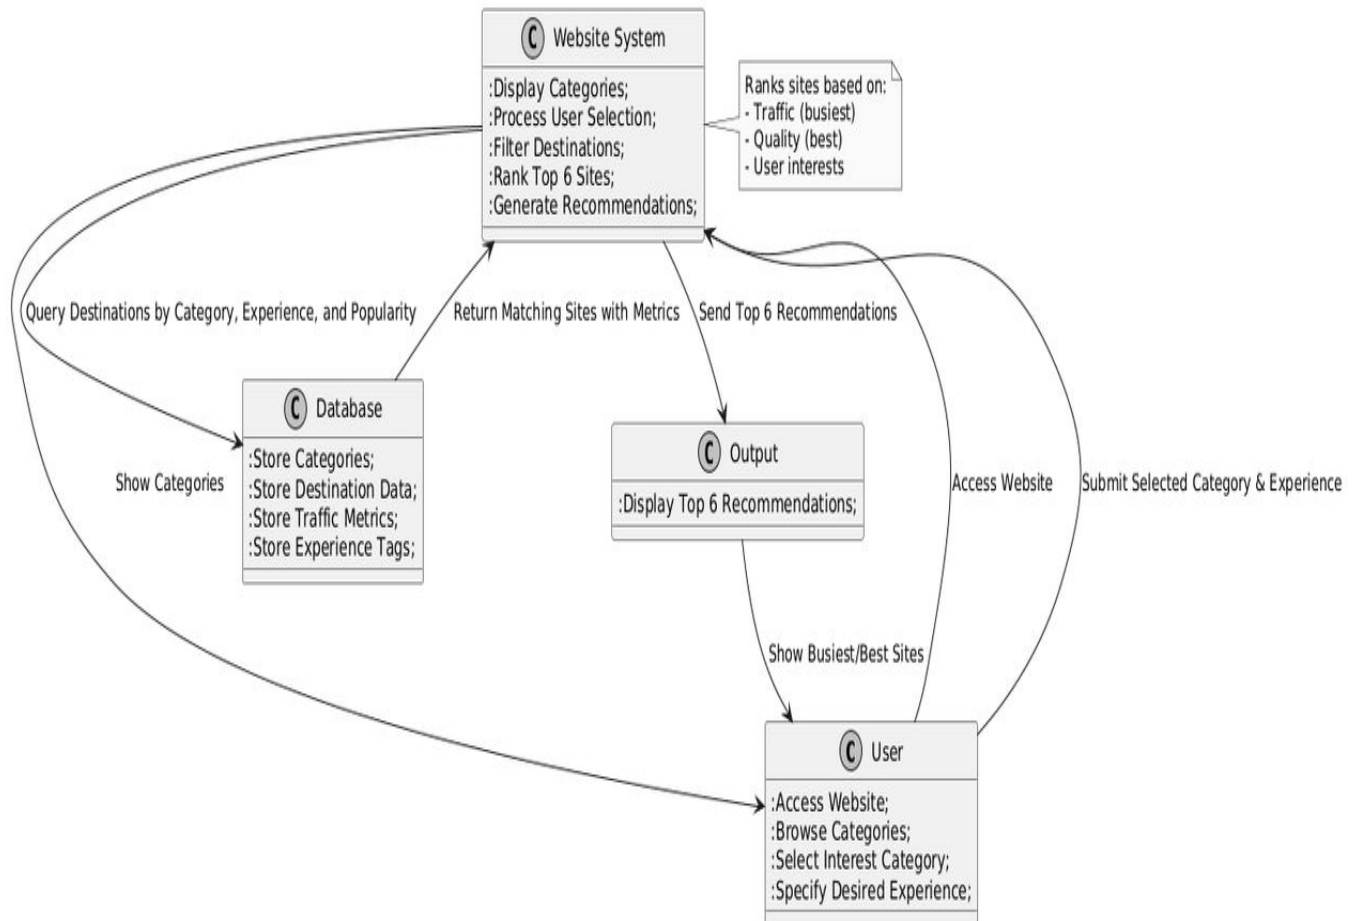 C Website System
:Display Categories;
:Process User Selection;
:Filter Destinations;
:Rank Top 6 Sites;
:Generate Recommendations;
Ranks sites based on:
- Traffic (busiest)
- Quality (best)
- User interests
Query Destinations by Category, Experience, and Popularity
Return Matching Sites with Metrics
Send Top 6 Recommendations
C Database
:Store Categories;
:Store Destination Data;
:Store Traffic Metrics;
:Store Experience Tags;
Show Categories
C Output
:Display Top 6 Recommendations;
Access Website
Submit Selected Category & Experience
Show Busiest/Best Sites
C User
:Access Website;
:Browse Categories;
:Select Interest Category;
:Specify Desired Experience;